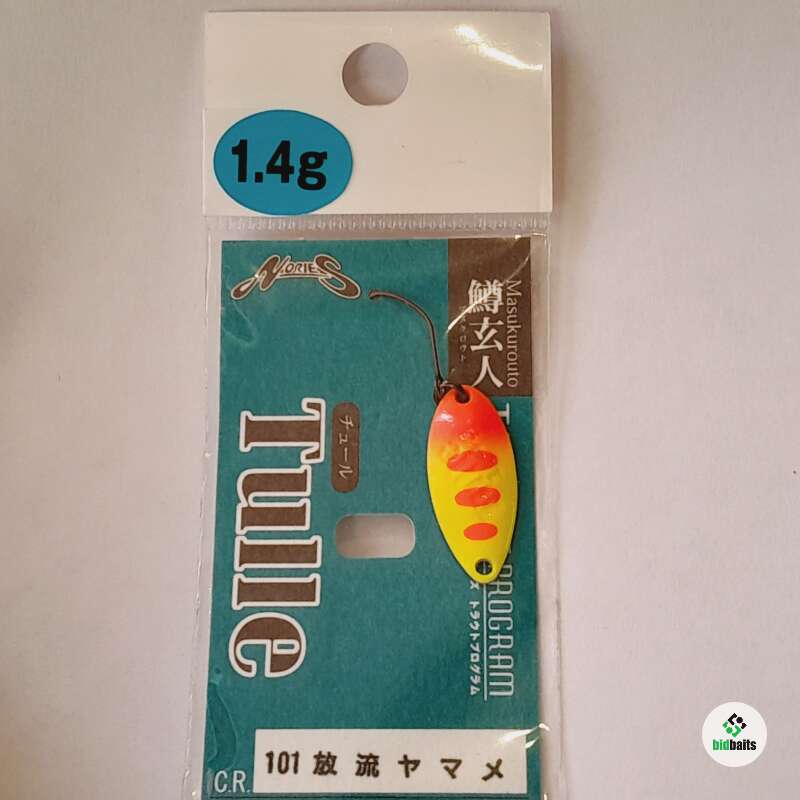 1.4g
NORIES
Masukurouto
鱒玄人
チュール
Tulle
PROGRAM
トラウトプログラム
C.R.
101 放流ヤマメ
bidbaits